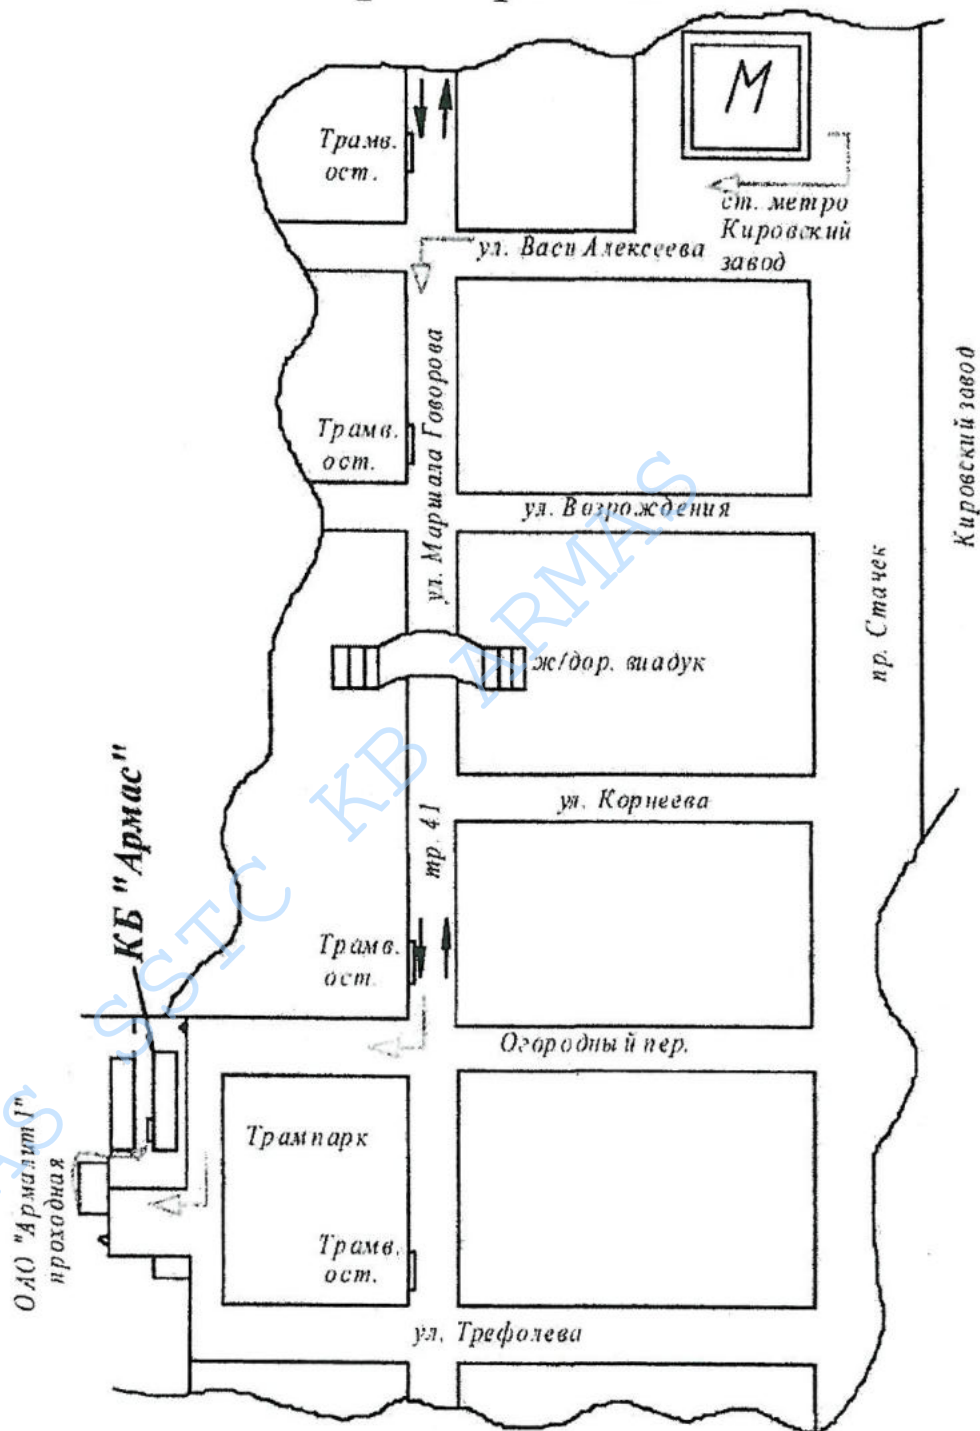 М
Трамв.
ост.
ст. метро
Кировский
завод
ул. Васи Алексеева
ул. Маршала Говорова
Трамв.
ост.
Кировский завод
ул. Возрождения
пр. Стачек
ж/дор. виадук
КБ "Армас"
ул. Корнеева
тр. 41
Трамв.
ост.
Огородный пер.
ОАО "Армалит 1"
проходная
Трампарк
Трамв.
ост.
ул. Трефолева
SSTC KB ARMAS